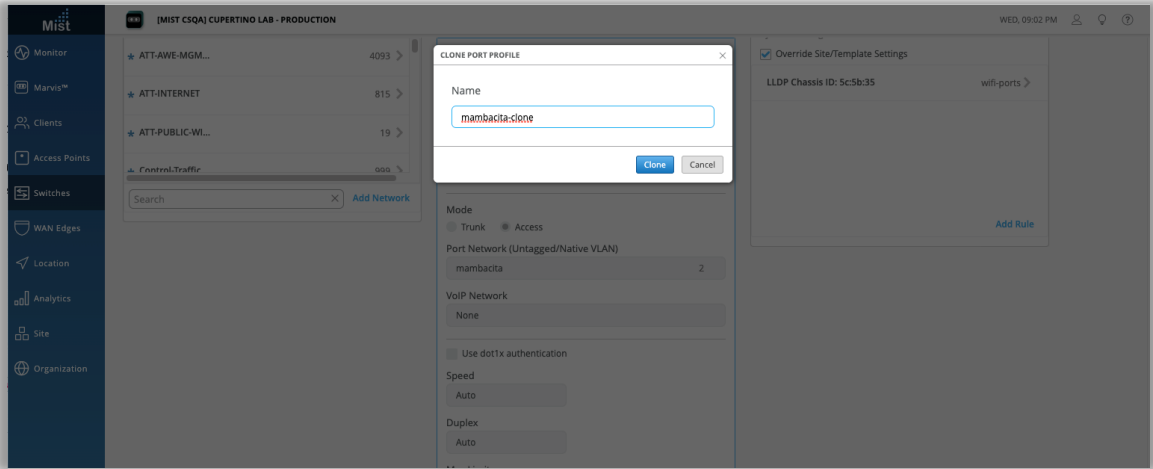 Mist
[MIST CSQA] CUPERTINO LAB - PRODUCTION
WED, 09:02 PM
Monitor
Marvis™
Clients
Access Points
Switches
WAN Edges
Location
Analytics
Site
Organization
* ATT-AWE-MGM... 4093
* ATT-INTERNET 815
* ATT-PUBLIC-WI... 19
* Control-Traffic 999
Search
Add Network
CLONE PORT PROFILE
Name
mambacita-clone
Clone Cancel
Mode
Trunk Access
Port Network (Untagged/Native VLAN)
mambacita 2
VoIP Network
None
Use dot1x authentication
Speed
Auto
Duplex
Auto
Override Site/Template Settings
LLDP Chassis ID: 5c:5b:35 wifi-ports
Add Rule